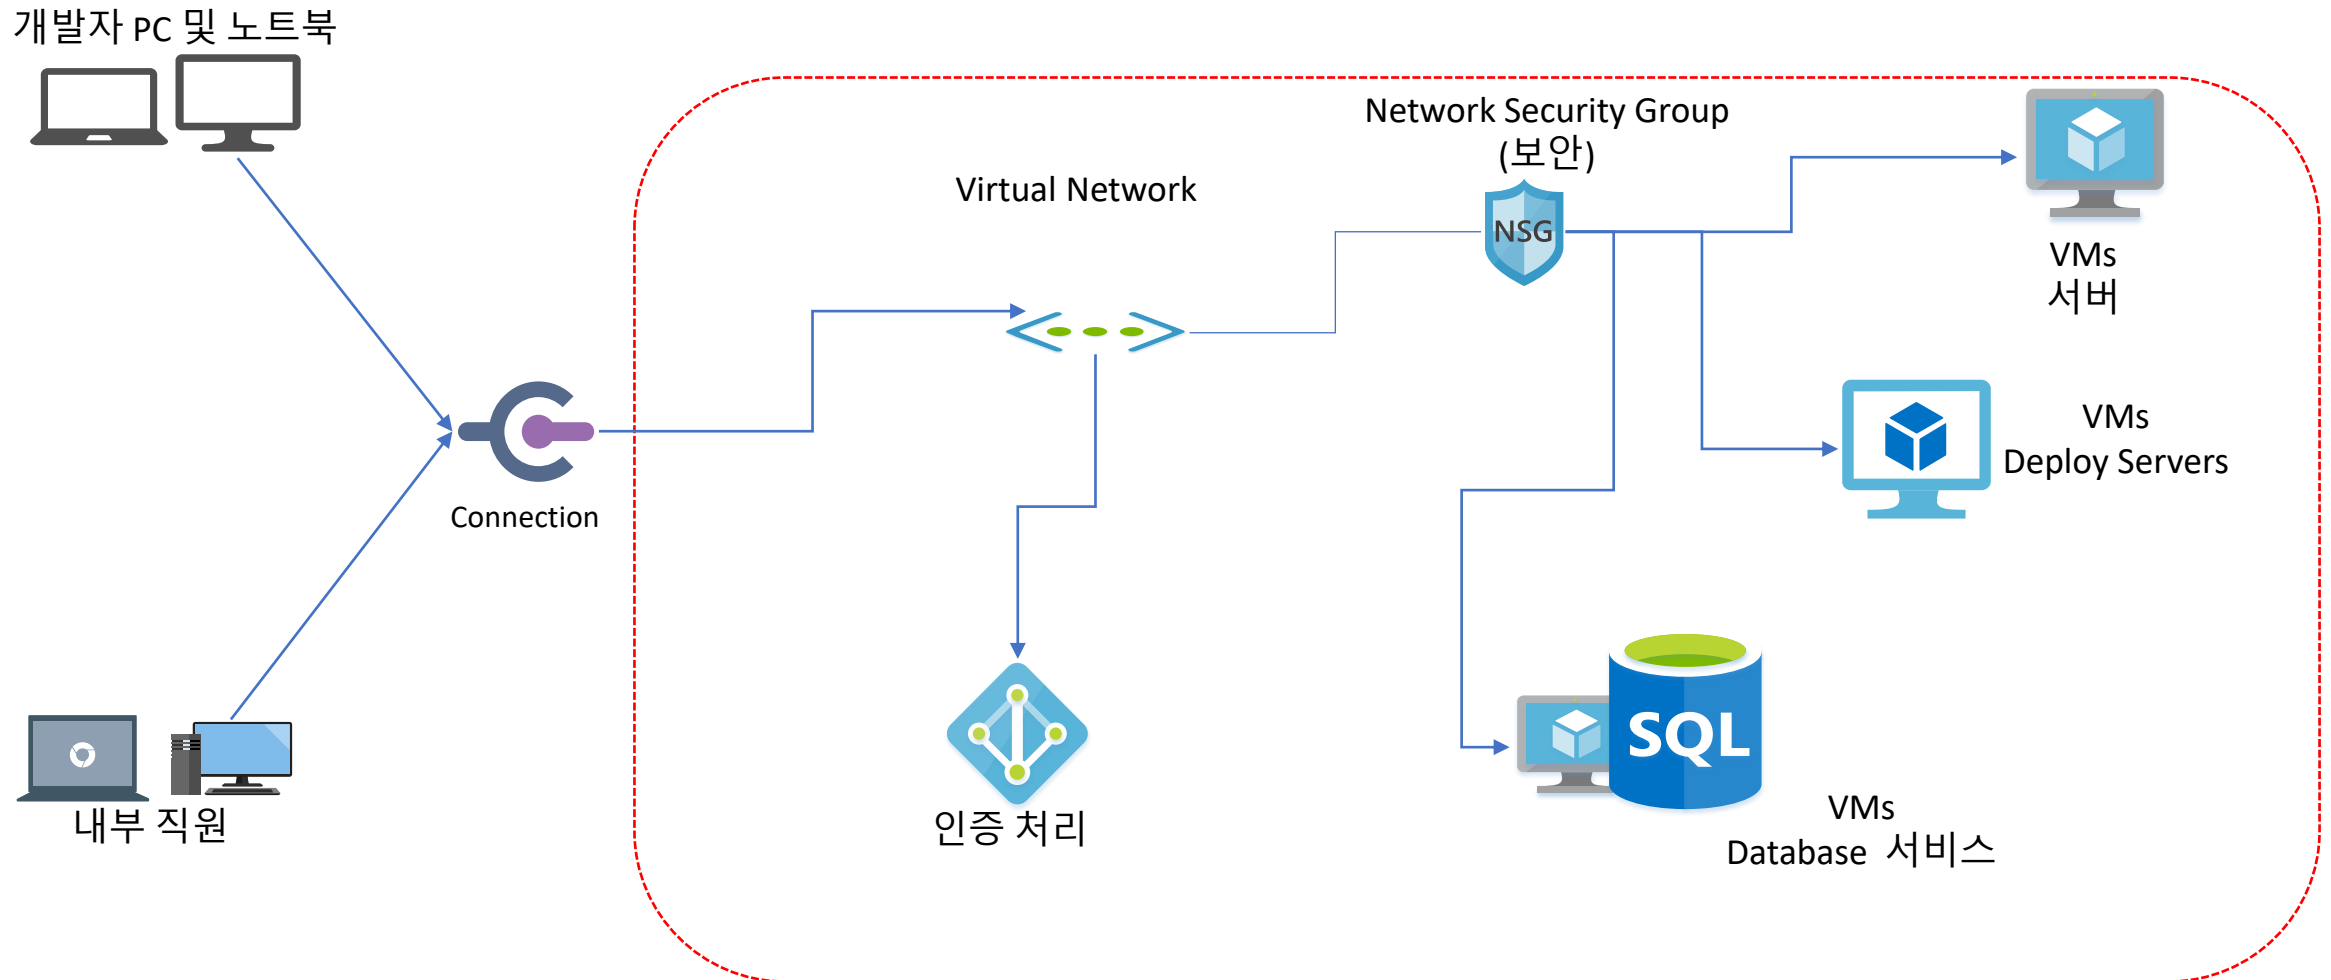 개발자 PC 및 노트북
Network Security Group
(보안)
Virtual Network
NSG
VMs
서버
VMs
Deploy Servers
Connection
SQL
내부 직원
인증 처리
VMs
Database 서비스